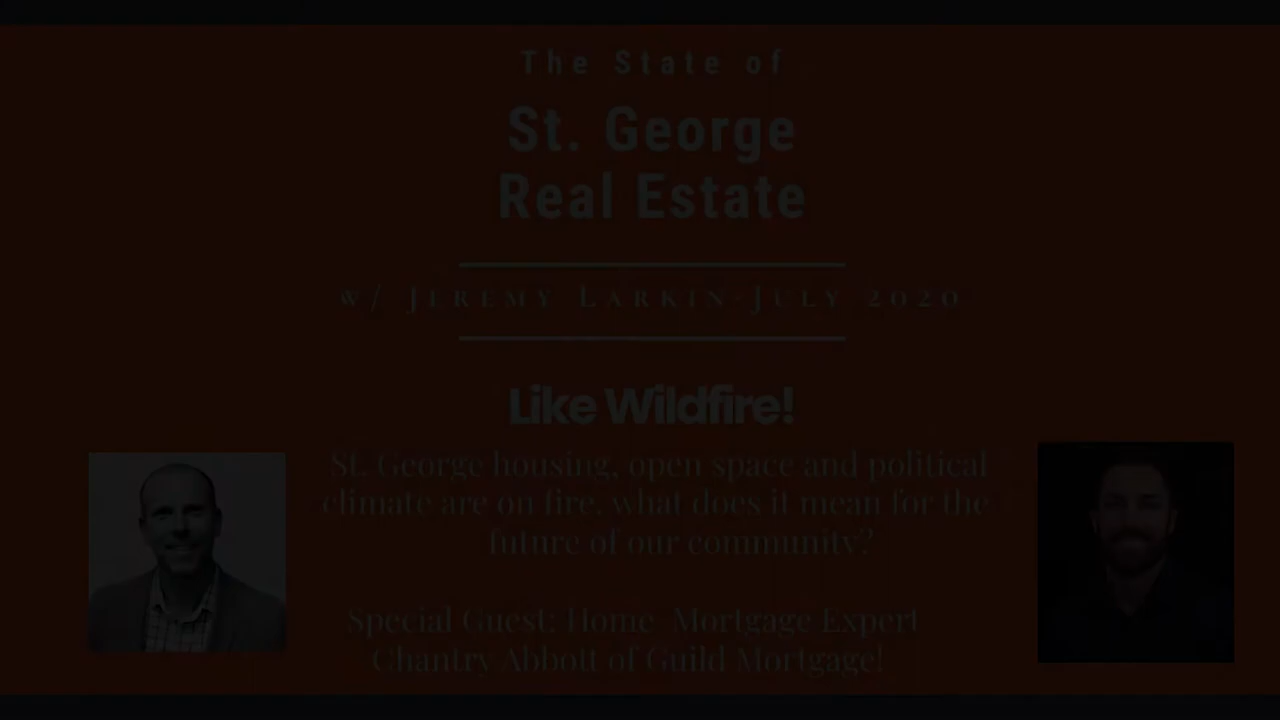 The State of
St. George
Real Estate
w/ Jeremy Larkin July 2020
Like Wildfire!
St. George housing, open space and political
climate are on fire, what does it mean for the
future of our community?
Special Guest: Home Mortgage Expert
Chantry Abbott of Guild Mortgage!